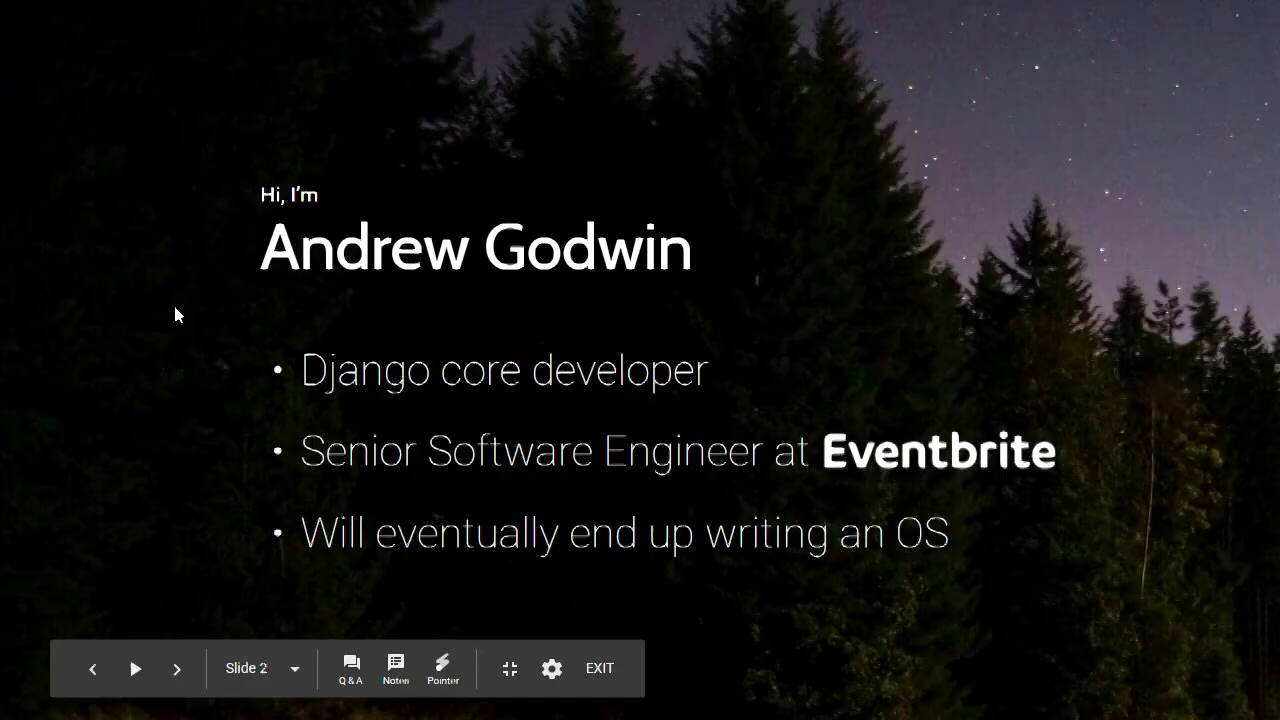 Hi, I'm
Andrew Godwin
• Django core developer
• Senior Software Engineer at Eventbrite
• Will eventually end up writing an OS
Slide 2
Q & A
Notes
Pointer
EXIT